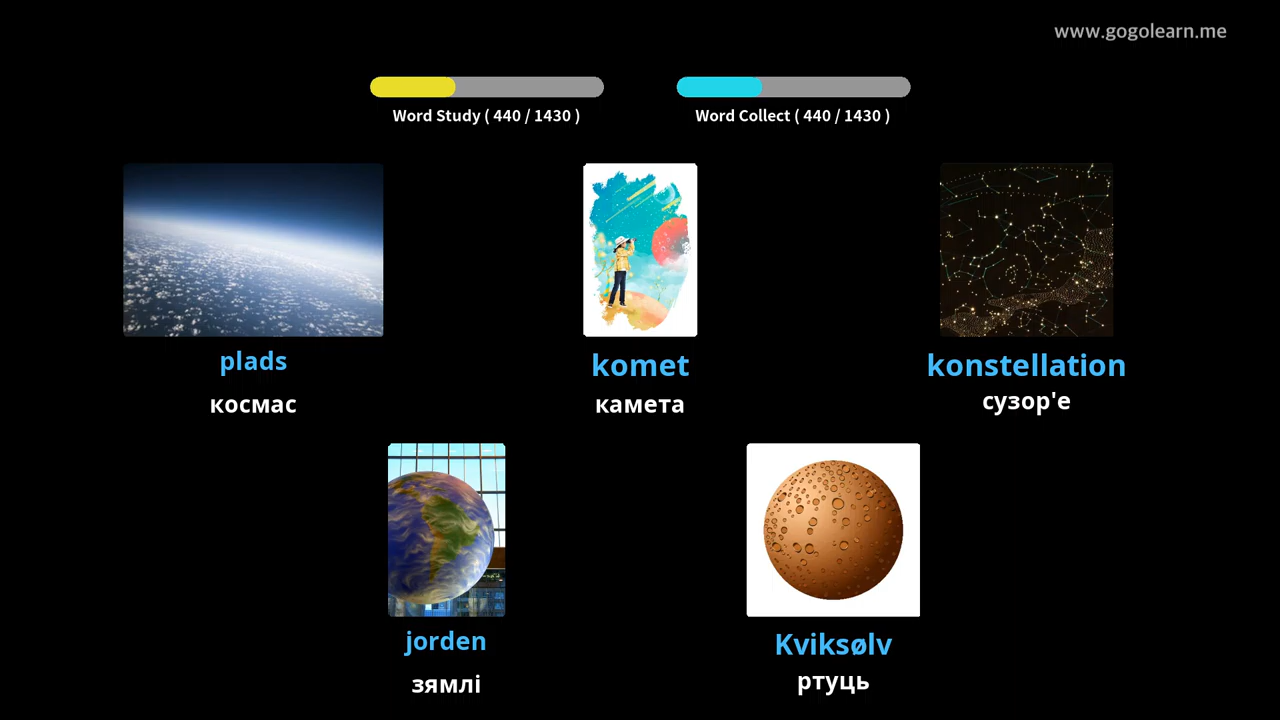 www.gogolearn.me
Word Study ( 440 / 1430 )
Word Collect ( 440 / 1430 )
plads
космас
komet
камета
konstellation
сузор'е
jorden
зямлі
Kviksølv
ртуць